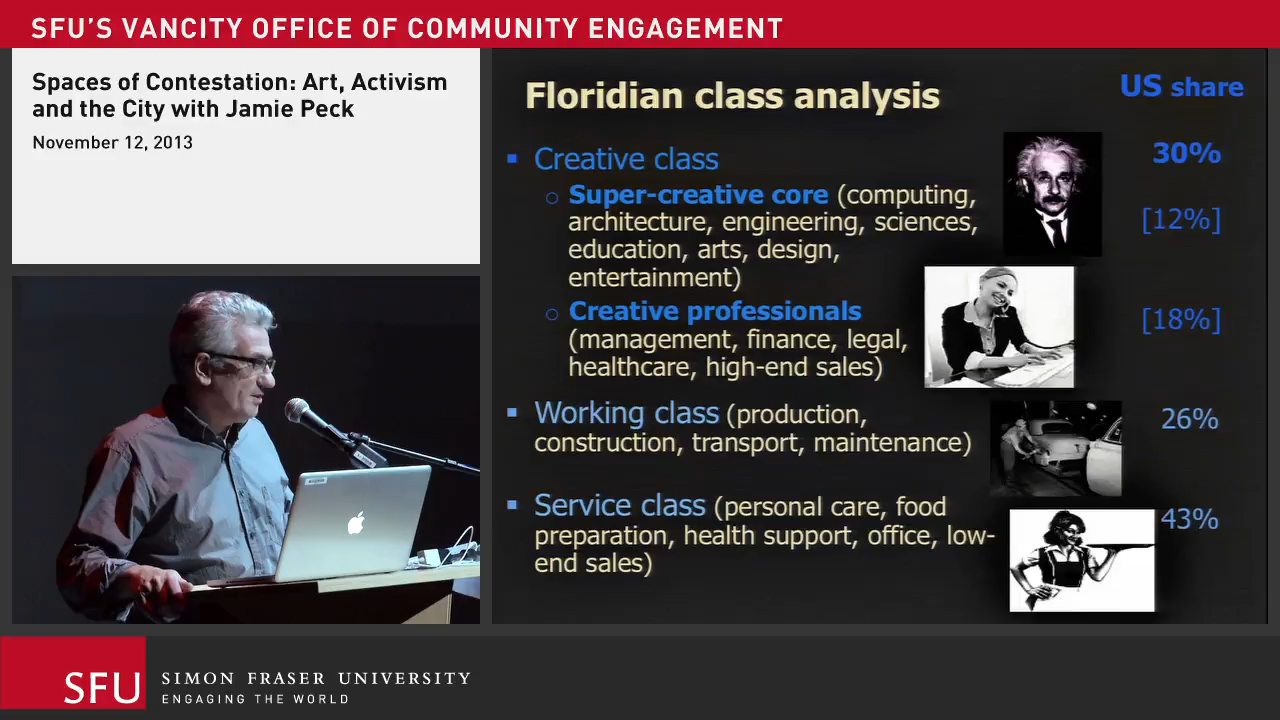 SFU'S VANCITY OFFICE OF COMMUNITY ENGAGEMENT
Spaces of Contestation: Art, Activism
and the City with Jamie Peck
November 12, 2013
Floridian class analysis
US share
Creative class
30%
Super-creative core (computing,
architecture, engineering, sciences,
education, arts, design,
entertainment)
[12%]
Creative professionals
(management, finance, legal,
healthcare, high-end sales)
[18%]
Working class (production,
construction, transport, maintenance)
26%
Service class (personal care, food
preparation, health support, office, low-
end sales)
43%
SFU
SIMON FRASER UNIVERSITY
ENGAGING THE WORLD